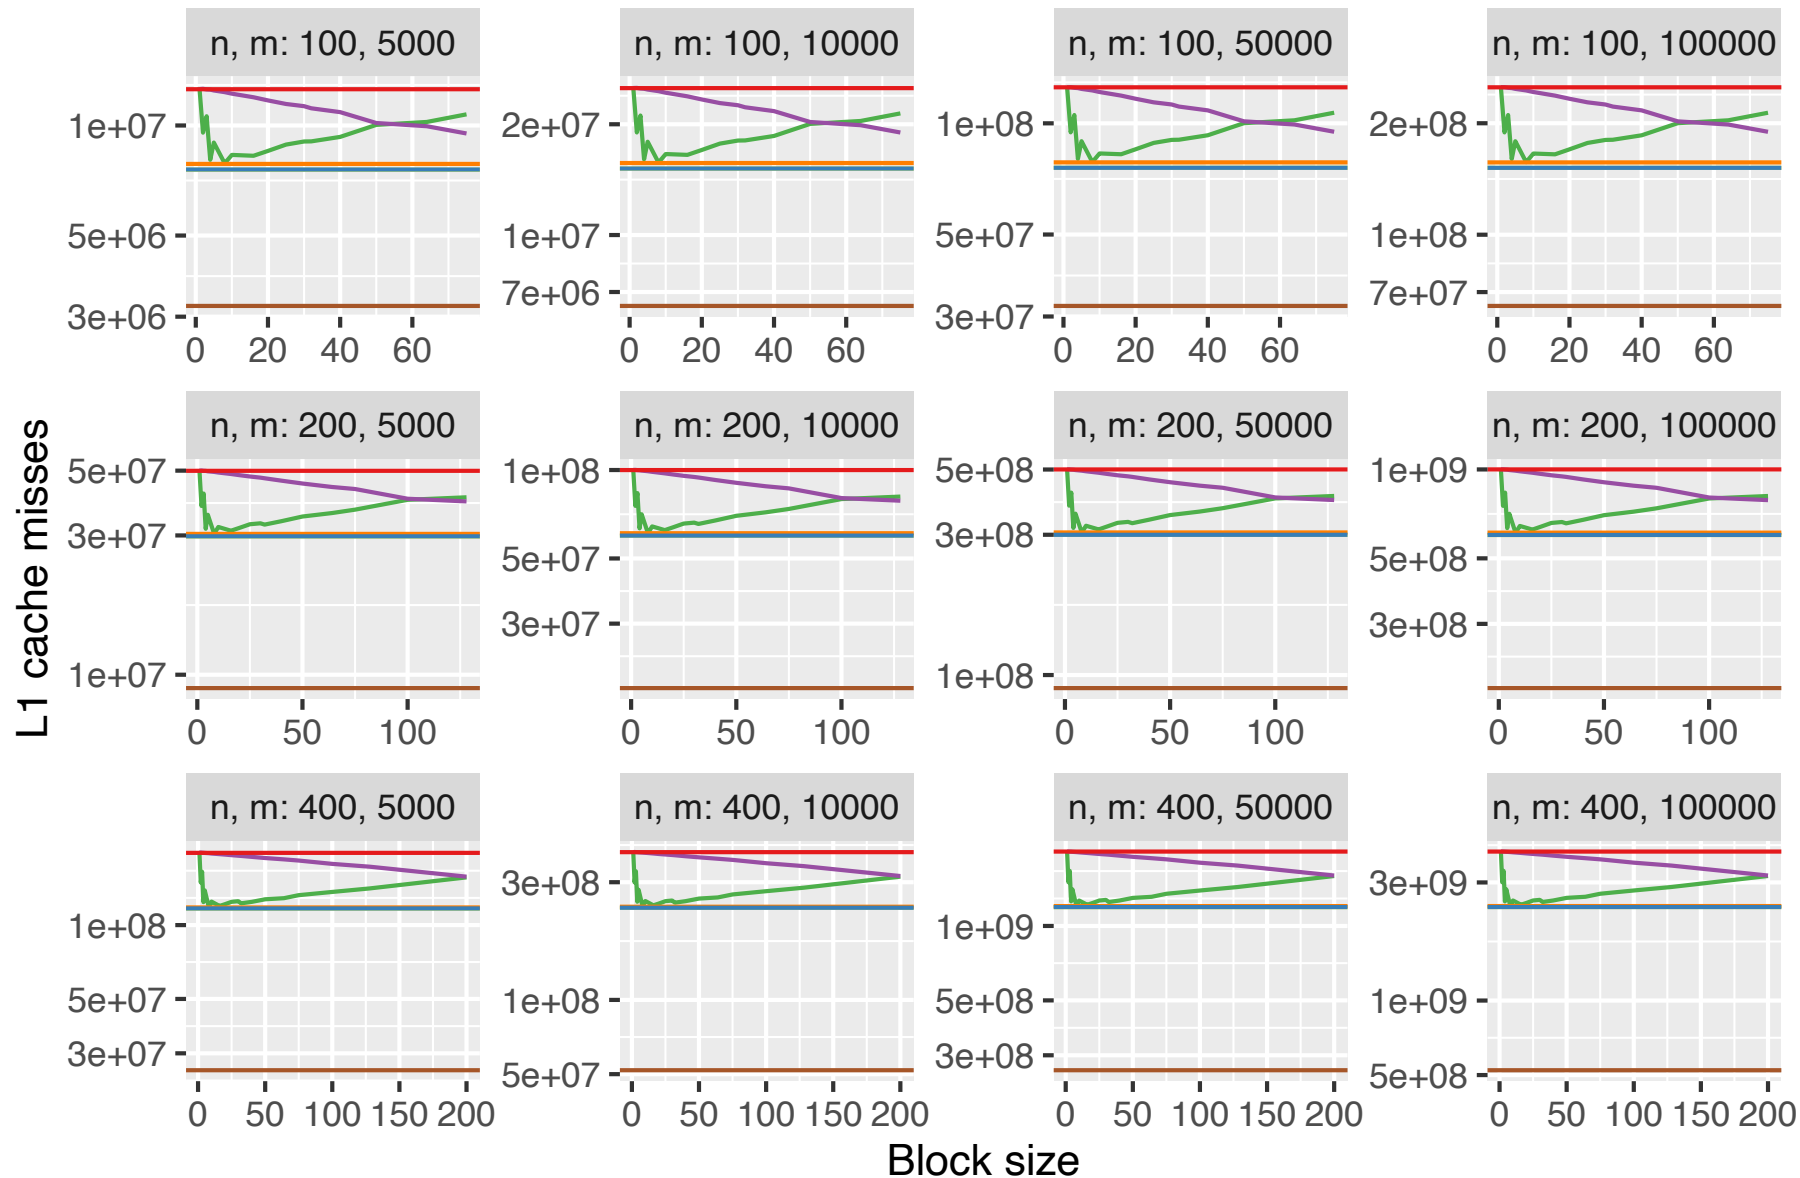 n, m: 100, 5000
n, m: 100, 10000
n, m: 100, 50000
n, m: 100, 100000
1e+07
5e+06
3e+06
0 20 40 60
2e+07
1e+07
7e+06
0 20 40 60
1e+08
5e+07
3e+07
0 20 40 60
2e+08
1e+08
7e+07
0 20 40 60
n, m: 200, 5000
n, m: 200, 10000
n, m: 200, 50000
n, m: 200, 100000
5e+07
3e+07
1e+07
0 50 100
1e+08
5e+07
3e+07
0 50 100
5e+08
3e+08
1e+08
0 50 100
1e+09
5e+08
3e+08
0 50 100
n, m: 400, 5000
n, m: 400, 10000
n, m: 400, 50000
n, m: 400, 100000
1e+08
5e+07
3e+07
0 50 100 150 200
3e+08
1e+08
5e+07
0 50 100 150 200
1e+09
5e+08
3e+08
0 50 100 150 200
3e+09
1e+09
5e+08
0 50 100 150 200
L1 cache misses
Block size